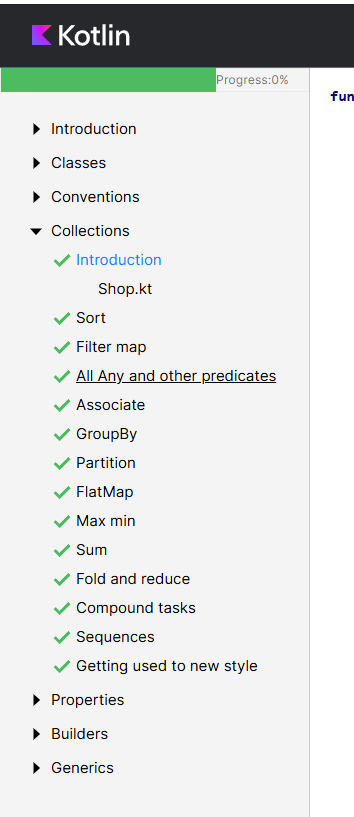 Kotlin
Progress:0%
fun
Introduction
Classes
Conventions
Collections
Introduction
Shop.kt
Sort
Filter map
All Any and other predicates
Associate
GroupBy
Partition
FlatMap
Max min
Sum
Fold and reduce
Compound tasks
Sequences
Getting used to new style
Properties
Builders
Generics